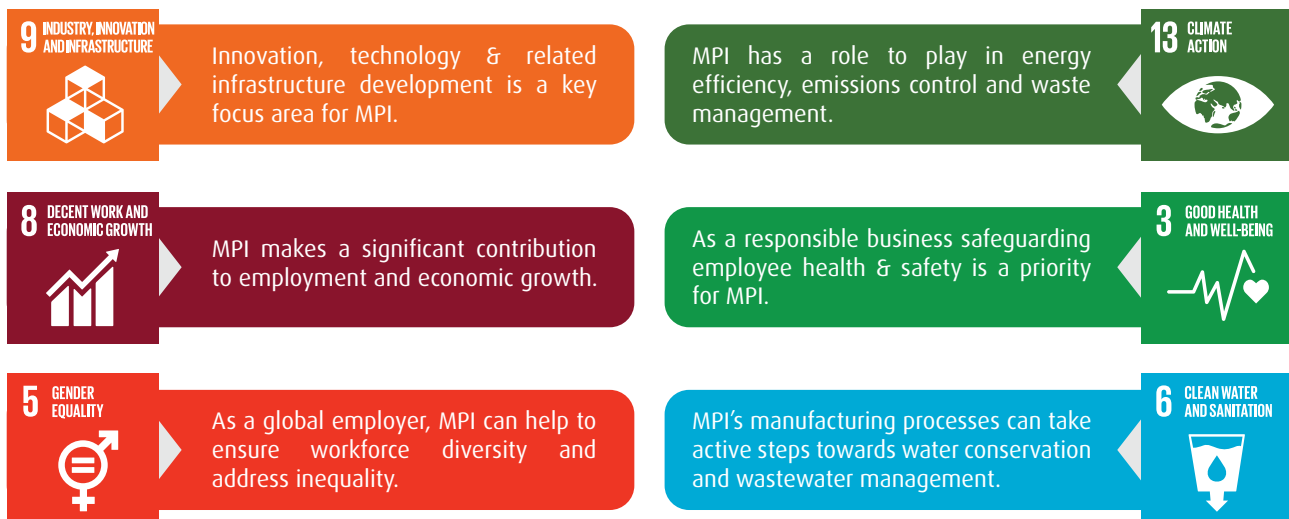 9 INDUSTRY, INNOVATION
AND INFRASTRUCTURE
Innovation, technology & related
infrastructure development is a key
focus area for MPI.
13 CLIMATE
ACTION
MPI has a role to play in energy
efficiency, emissions control and waste
management.
8 DECENT WORK AND
ECONOMIC GROWTH
MPI makes a significant contribution
to employment and economic growth.
3 GOOD HEALTH
AND WELL-BEING
As a responsible business safeguarding
employee health & safety is a priority
for MPI.
5 GENDER
EQUALITY
As a global employer, MPI can help to
ensure workforce diversity and
address inequality.
6 CLEAN WATER
AND SANITATION
MPI's manufacturing processes can take
active steps towards water conservation
and wastewater management.